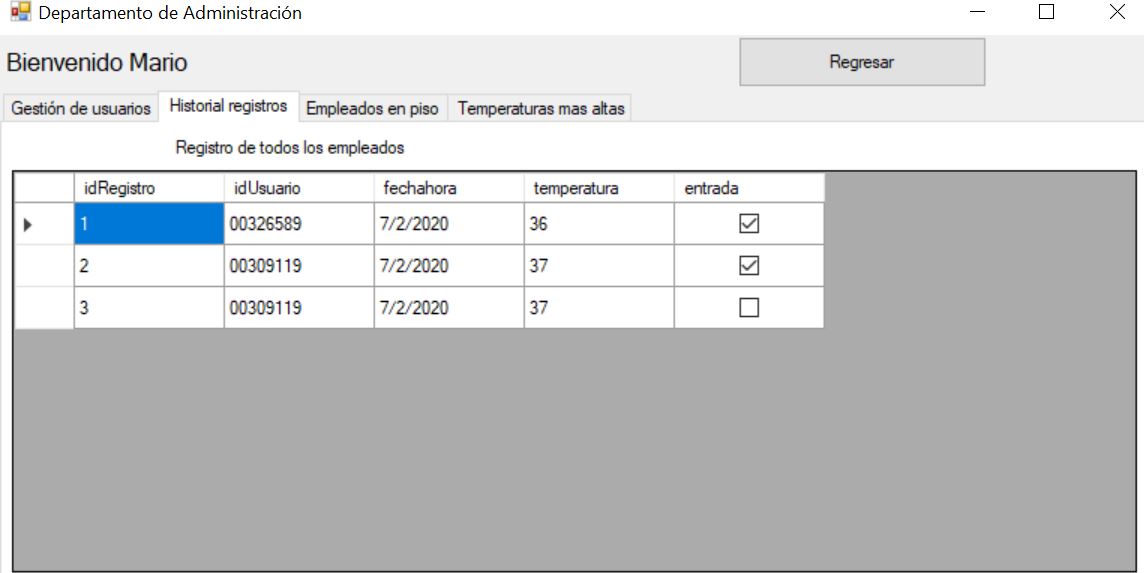 Departamento de Administración
Bienvenido Mario
Regresar
Gestión de usuarios Historial registros Empleados en piso Temperaturas mas altas
Registro de todos los empleados
idRegistro idUsuario fechahora temperatura entrada
1 00326589 7/2/2020 36
2 00309119 7/2/2020 37
3 00309119 7/2/2020 37